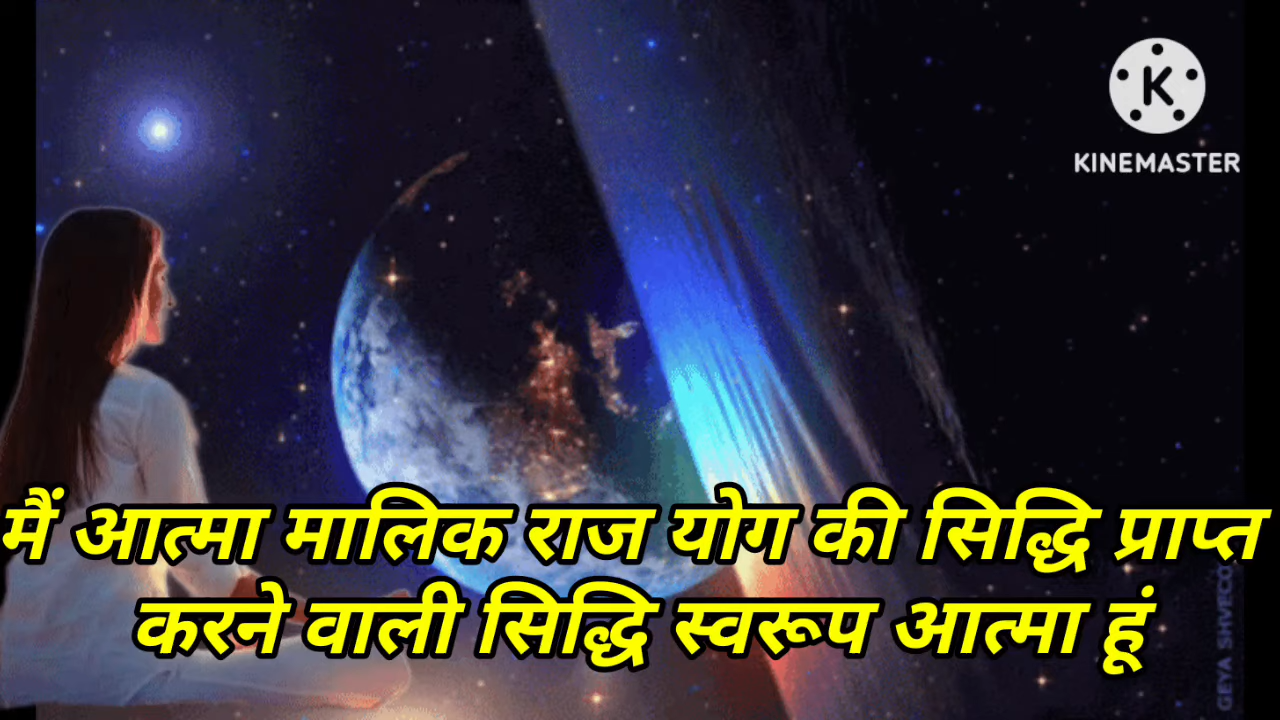 KINEMASTER
मैं आत्मा मालिक राज योग की सिद्धि प्राप्त
करने वाली सिद्धि स्वरूप आत्मा हूं
GEYA SHVECO